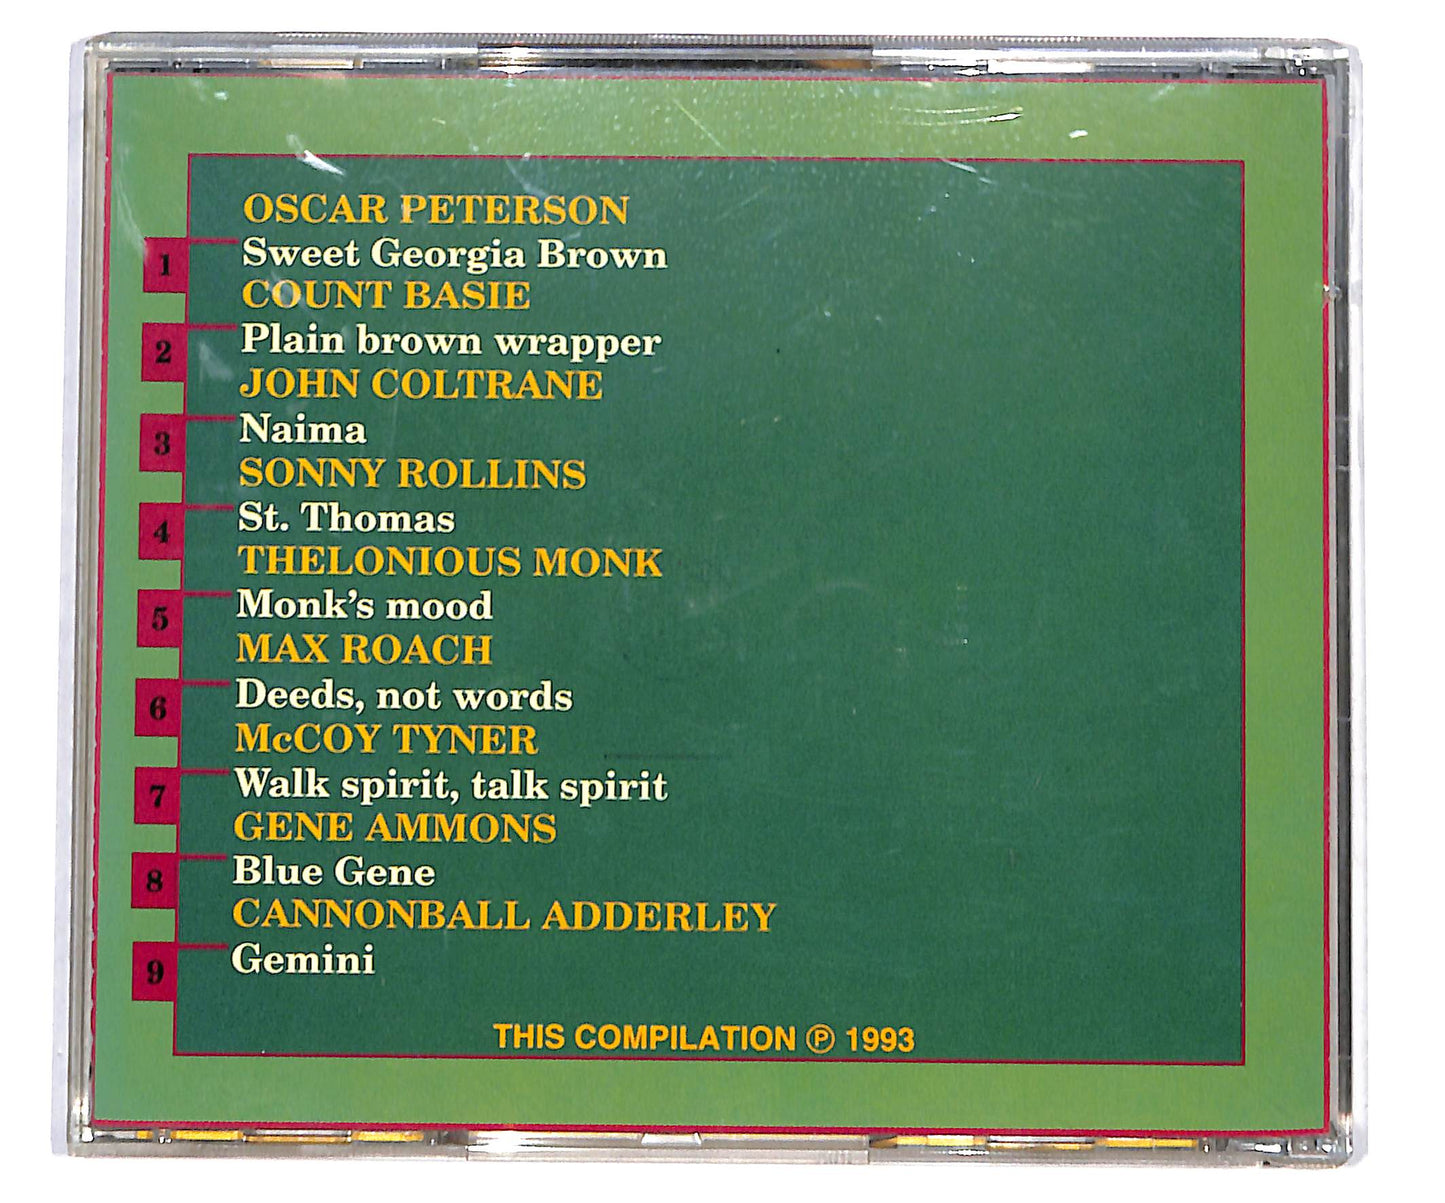 OSCAR PETERSON
1 Sweet Georgia Brown
COUNT BASIE
2 Plain brown wrapper
JOHN COLTRANE
3 Naima
SONNY ROLLINS
4 St. Thomas
THELONIOUS MONK
5 Monk's mood
MAX ROACH
6 Deeds, not words
McCOY TYNER
7 Walk spirit, talk spirit
GENE AMMONS
8 Blue Gene
CANNONBALL ADDERLEY
9 Gemini
THIS COMPILATION ℗ 1993